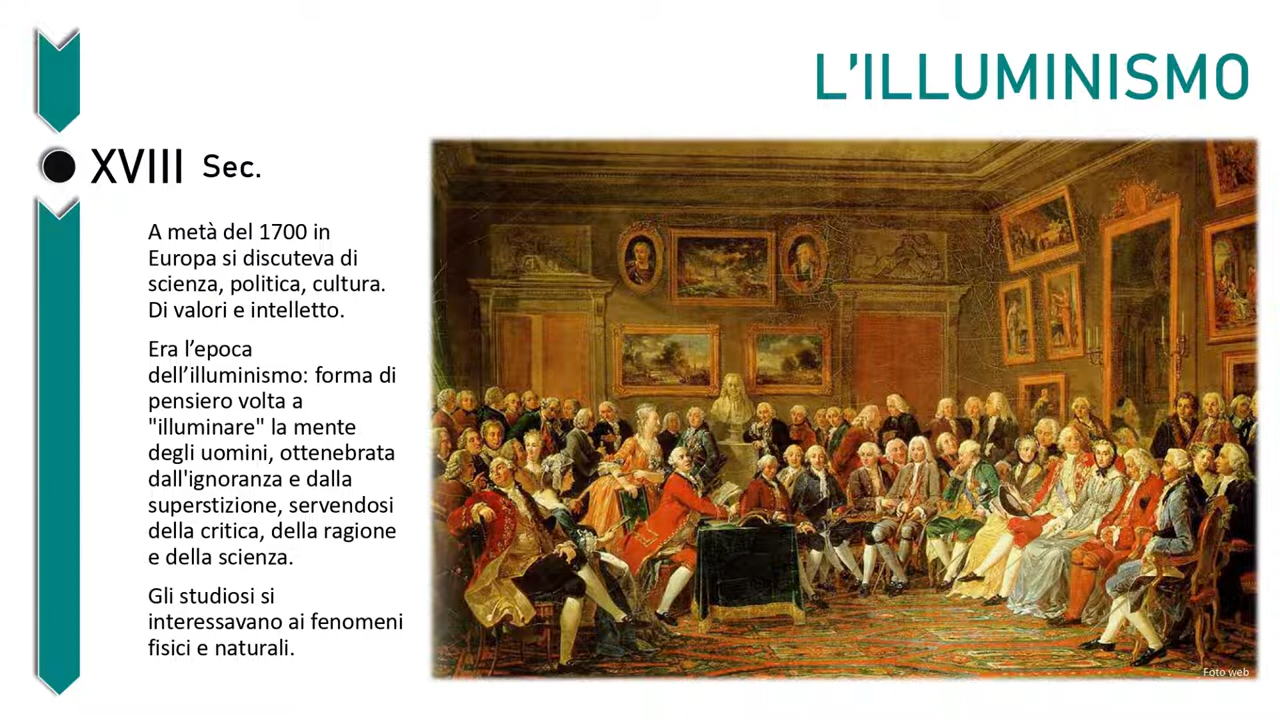 L'ILLUMINISMO
XVIII Sec.
A metà del 1700 in
Europa si discuteva di
scienza, politica, cultura.
Di valori e intelletto.
Era l’epoca
dell’illuminismo: forma di
pensiero volta a
"illuminare" la mente
degli uomini, ottenebrata
dall'ignoranza e dalla
superstizione, servendosi
della critica, della ragione
e della scienza.
Gli studiosi si
interessavano ai fenomeni
fisici e naturali.
Foto web